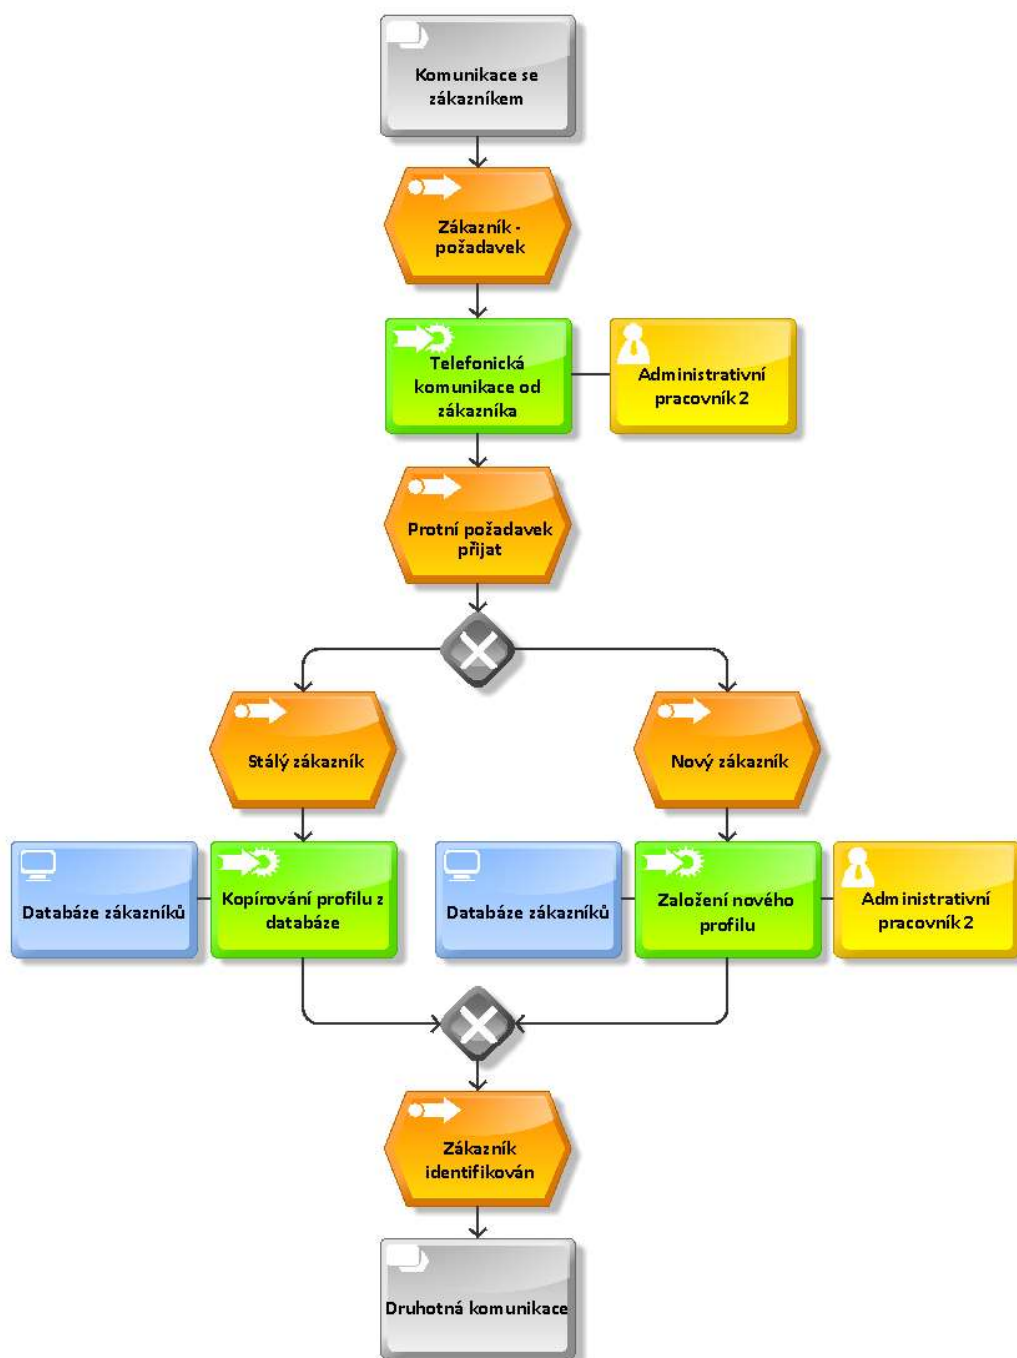 Komunikace se
zákazníkem
Zákazník -
požadavek
Telefonická
komunikace od
zákazníka
Administrativní
pracovník 2
Protní požadavek
přijat
Stálý zákazník
Nový zákazník
Databáze zákazníků
Kopírování profilu z
databáze
Databáze zákazníků
Založení nového
profilu
Administrativní
pracovník 2
Zákazník
identifikován
Druhotná komunikace